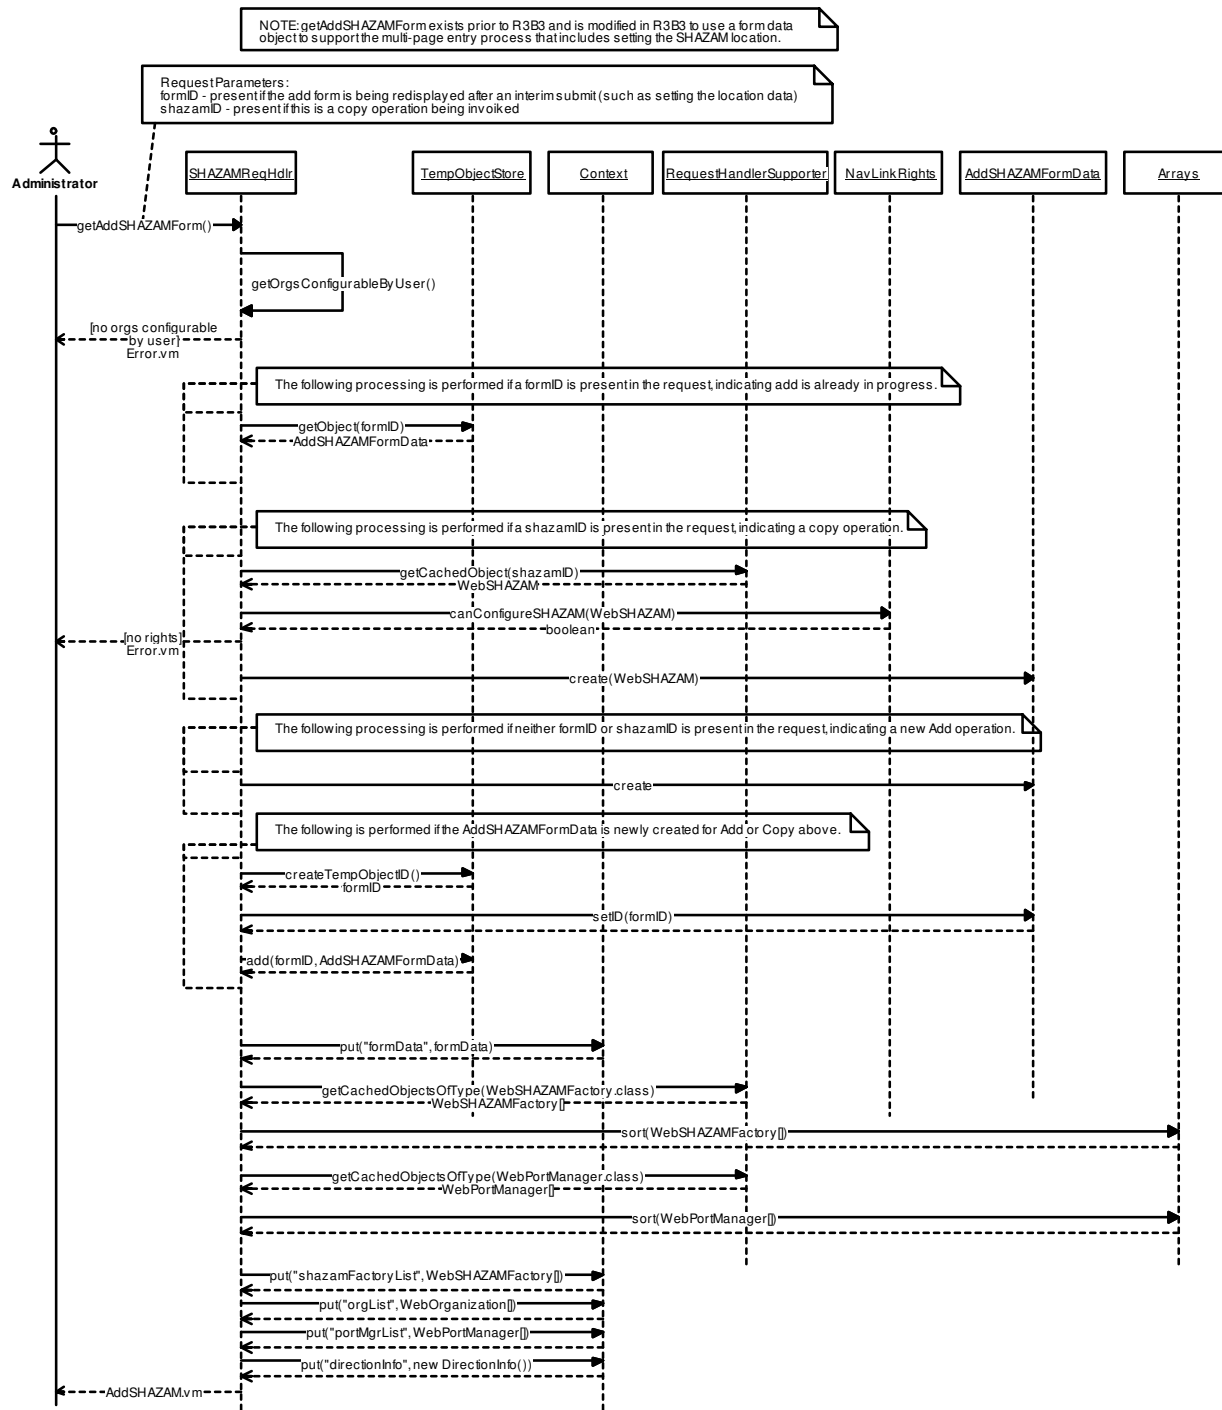 NOTE: getAddSHAZAMForm exists prior to R3B3 and is modified in R3B3 to use a form data
object to support the multi-page entry process that includes setting the SHAZAM location.
Request Parameters:
formID - present if the add form is being redisplayed after an interim submit (such as setting the location data)
shazamID - present if this is a copy operation being invoiked
Administrator
SHAZAMReqHdlr
TempObjectStore
Context
RequestHandlerSupporter
NavLinkRights
AddSHAZAMFormData
Arrays
getAddSHAZAMForm()
getOrgsConfigurableByUser()
[no orgs configurable
by user]
Error.vm
The following processing is performed if a formID is present in the request, indicating add is already in progress.
getObject(formID)
AddSHAZAMFormData
The following processing is performed if a shazamID is present in the request, indicating a copy operation.
getCachedObject(shazamID)
WebSHAZAM
canConfigureSHAZAM(WebSHAZAM)
boolean
[no rights]
Error.vm
create(WebSHAZAM)
The following processing is performed if neither formID or shazamID is present in the request, indicating a new Add operation.
create
The following is performed if the AddSHAZAMFormData is newly created for Add or Copy above.
createTempObjectID()
formID
setID(formID)
add(formID, AddSHAZAMFormData)
put("formData", formData)
getCachedObjectsOfType(WebSHAZAMFactory.class)
WebSHAZAMFactory[]
sort(WebSHAZAMFactory[])
getCachedObjectsOfType(WebPortManager.class)
WebPortManager[]
sort(WebPortManager[])
put("shazamFactoryList", WebSHAZAMFactory[])
put("orgList", WebOrganization[])
put("portMgrList", WebPortManager[])
put("directionInfo", new DirectionInfo())
AddSHAZAM.vm